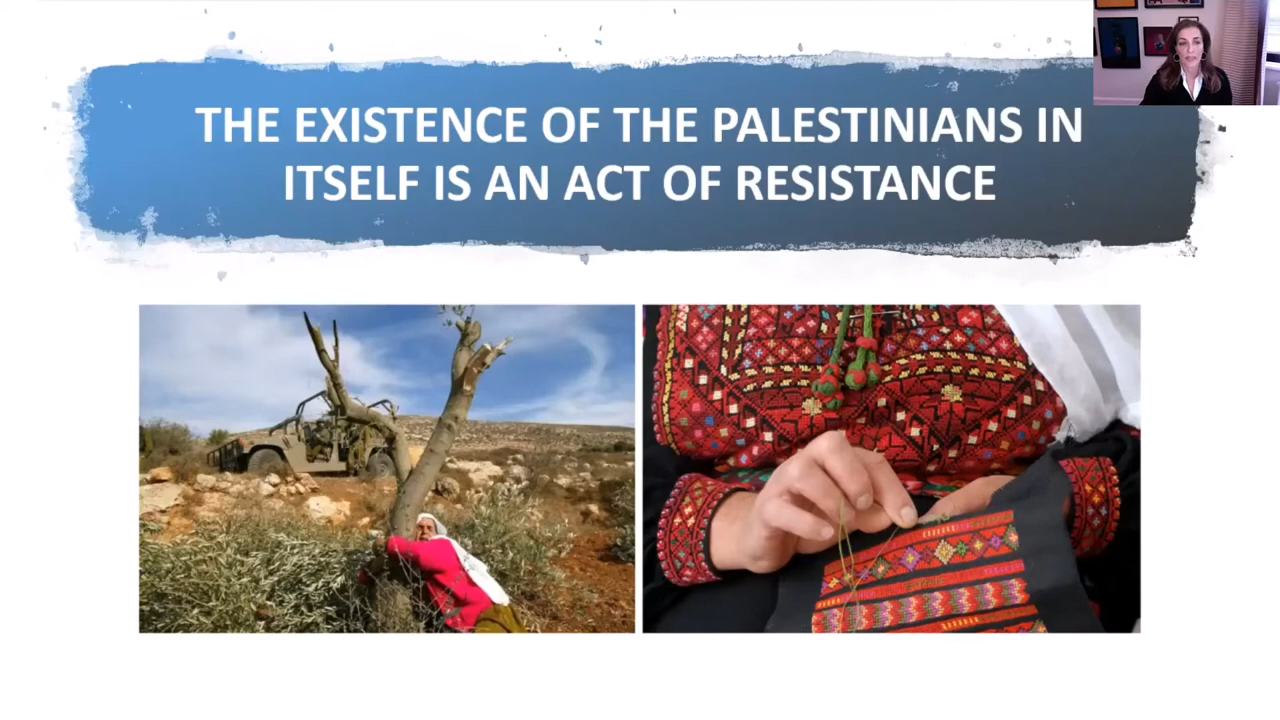 THE EXISTENCE OF THE PALESTINIANS IN
ITSELF IS AN ACT OF RESISTANCE